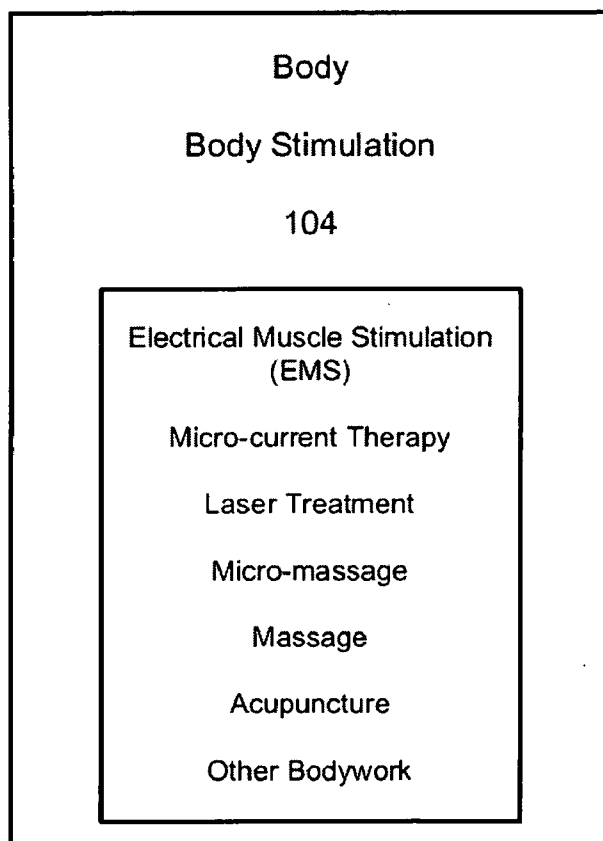 Body
Body Stimulation
104
Electrical Muscle Stimulation
(EMS)
Micro-current Therapy
Laser Treatment
Micro-massage
Massage
Acupuncture
Other Bodywork